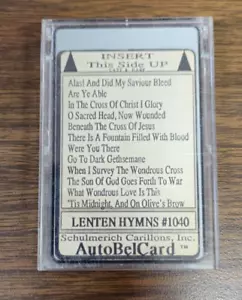 INSERT
This Side UP
Alas! And Did My Saviour Bleed
Are Ye Able
In The Cross Of Christ I Glory
O Sacred Head, Now Wounded
Beneath The Cross Of Jesus
There Is A Fountain Filled With Blood
Were You There
Go To Dark Gethsemane
When I Survey The Wondrous Cross
The Son Of God Goes Forth To War
What Wondrous Love Is This
'Tis Midnight, And On Olive's Brow
LENTEN HYMNS #1040
Schulmerich Carillons, Inc.
AutoBelCard ™